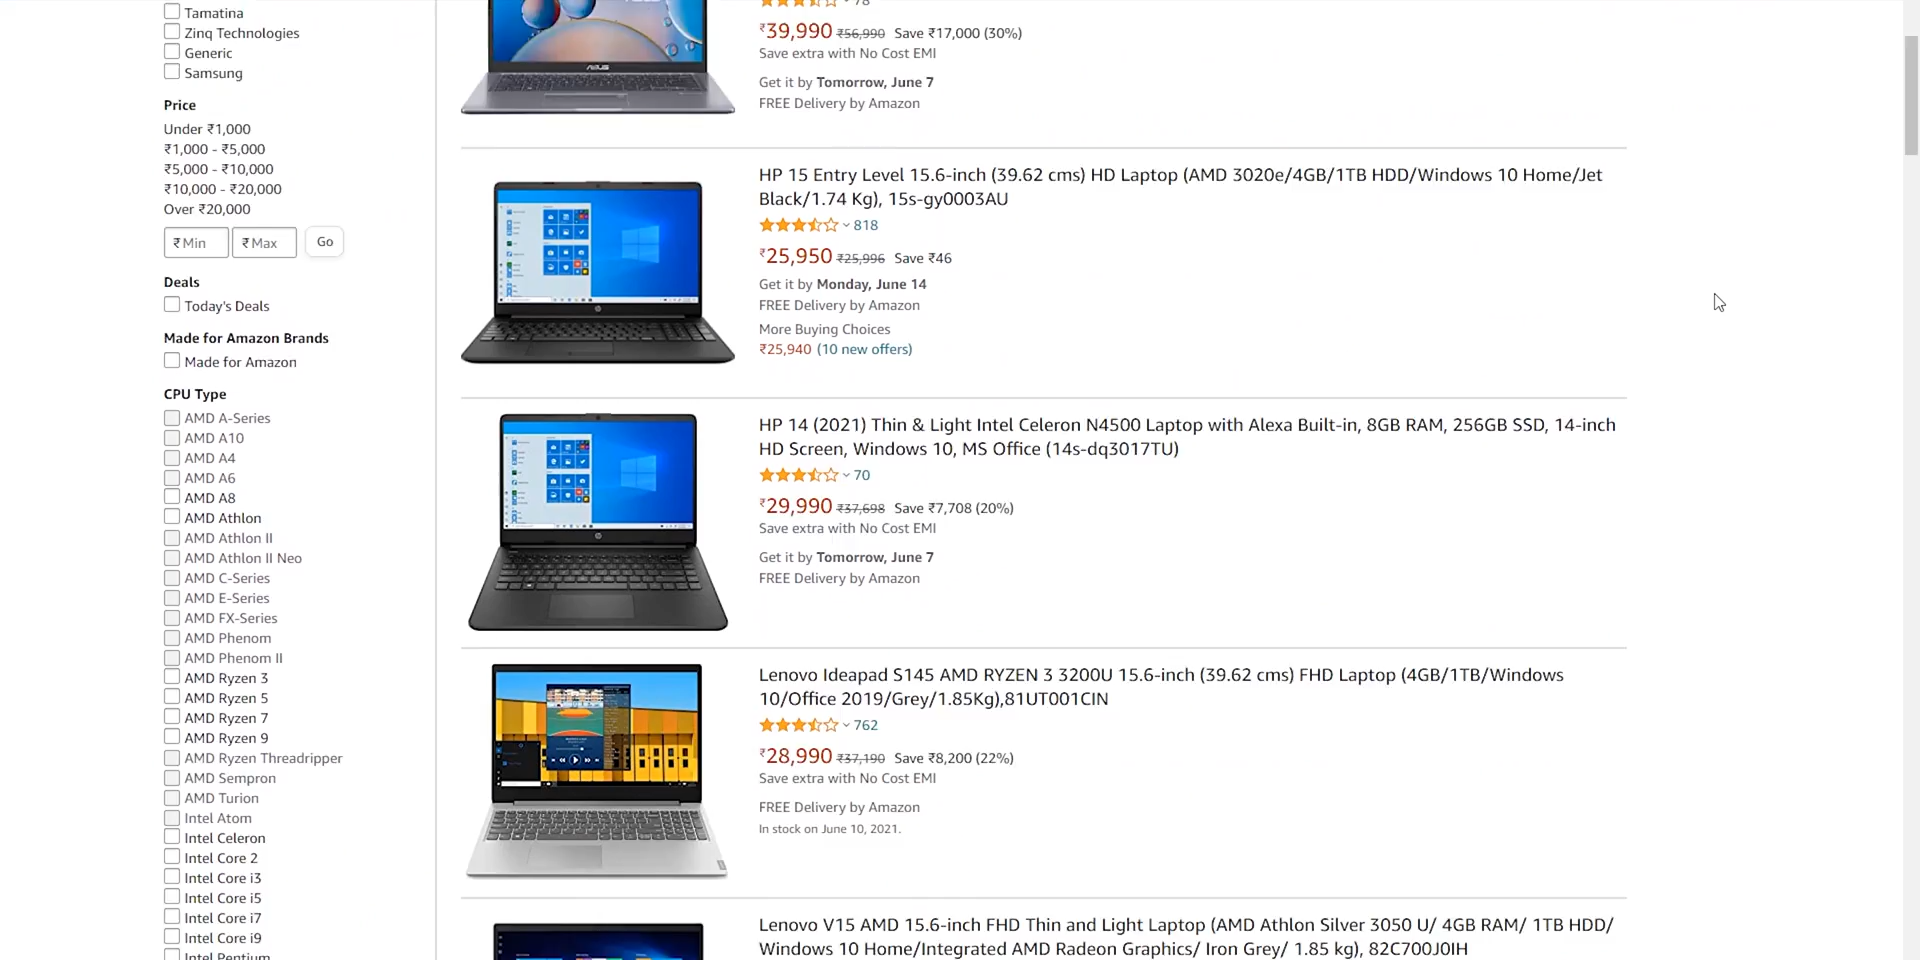 Tamatina
Zinq Technologies
Generic
Samsung
Price
Under ₹1,000
₹1,000 - ₹5,000
₹5,000 - ₹10,000
₹10,000 - ₹20,000
Over ₹20,000
₹ Min ₹ Max Go
Deals
Today's Deals
Made for Amazon Brands
Made for Amazon
CPU Type
AMD A-Series
AMD A10
AMD A4
AMD A6
AMD A8
AMD Athlon
AMD Athlon II
AMD Athlon II Neo
AMD C-Series
AMD E-Series
AMD FX-Series
AMD Phenom
AMD Phenom II
AMD Ryzen 3
AMD Ryzen 5
AMD Ryzen 7
AMD Ryzen 9
AMD Ryzen Threadripper
AMD Sempron
AMD Turion
Intel Atom
Intel Celeron
Intel Core 2
Intel Core i3
Intel Core i5
Intel Core i7
Intel Core i9
Intel Pentium
ASUS
78
₹39,990 ₹56,990 Save ₹17,000 (30%)
Save extra with No Cost EMI
Get it by Tomorrow, June 7
FREE Delivery by Amazon
HP 15 Entry Level 15.6-inch (39.62 cms) HD Laptop (AMD 3020e/4GB/1TB HDD/Windows 10 Home/Jet
Black/1.74 Kg), 15s-gy0003AU
818
₹25,950 ₹25,996 Save ₹46
Get it by Monday, June 14
FREE Delivery by Amazon
More Buying Choices
₹25,940 (10 new offers)
HP 14 (2021) Thin & Light Intel Celeron N4500 Laptop with Alexa Built-in, 8GB RAM, 256GB SSD, 14-inch
HD Screen, Windows 10, MS Office (14s-dq3017TU)
70
₹29,990 ₹37,698 Save ₹7,708 (20%)
Save extra with No Cost EMI
Get it by Tomorrow, June 7
FREE Delivery by Amazon
Lenovo Ideapad S145 AMD RYZEN 3 3200U 15.6-inch (39.62 cms) FHD Laptop (4GB/1TB/Windows
10/Office 2019/Grey/1.85Kg),81UT001CIN
762
₹28,990 ₹37,190 Save ₹8,200 (22%)
Save extra with No Cost EMI
FREE Delivery by Amazon
In stock on June 10, 2021.
Lenovo V15 AMD 15.6-inch FHD Thin and Light Laptop (AMD Athlon Silver 3050 U/ 4GB RAM/ 1TB HDD/
Windows 10 Home/Integrated AMD Radeon Graphics/ Iron Grey/ 1.85 kg), 82C700J0IH